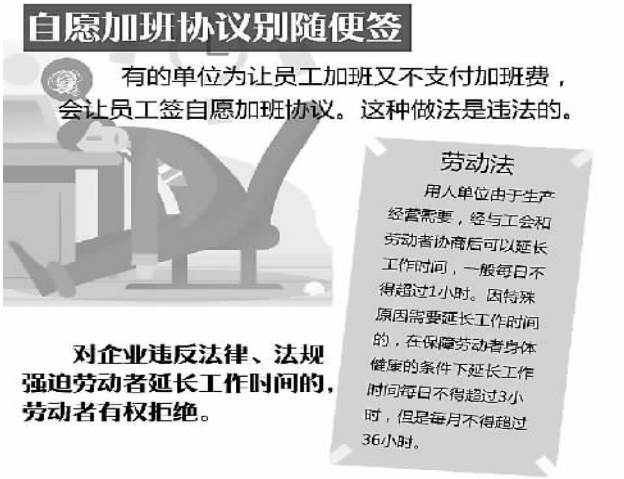 自愿加班协议别随便签
有的单位为让员工加班又不支付加班费，
会让员工签自愿加班协议。这种做法是违法的。
劳动法
用人单位由于生产
经营需要，经与工会和
劳动者协商后可以延长
工作时间，一般每日不
得超过1小时。因特殊
原因需要延长工作时间
的，在保障劳动者身体
健康的条件下延长工作
时间每日不得超过3小
时，但是每月不得超过
36小时。
对企业违反法律、法规
强迫劳动者延长工作时间的，
劳动者有权拒绝。